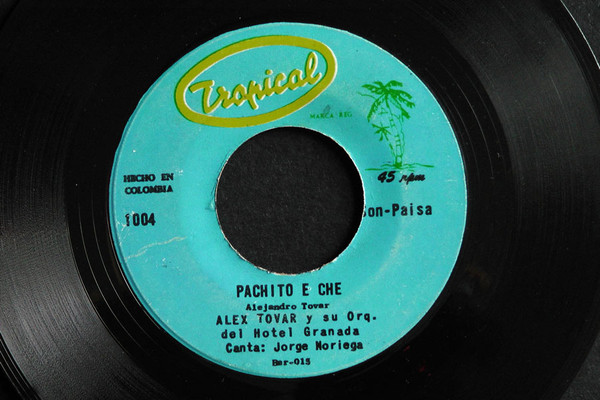 Tropical
MARCA REG
45 rpm
HECHO EN
COLOMBIA
1004
Son-Paisa
PACHITO E CHE
Alejandro Tovar
ALEX TOVAR y su Orq.
del Hotel Granada
Canta: Jorge Noriega
Bmr-015